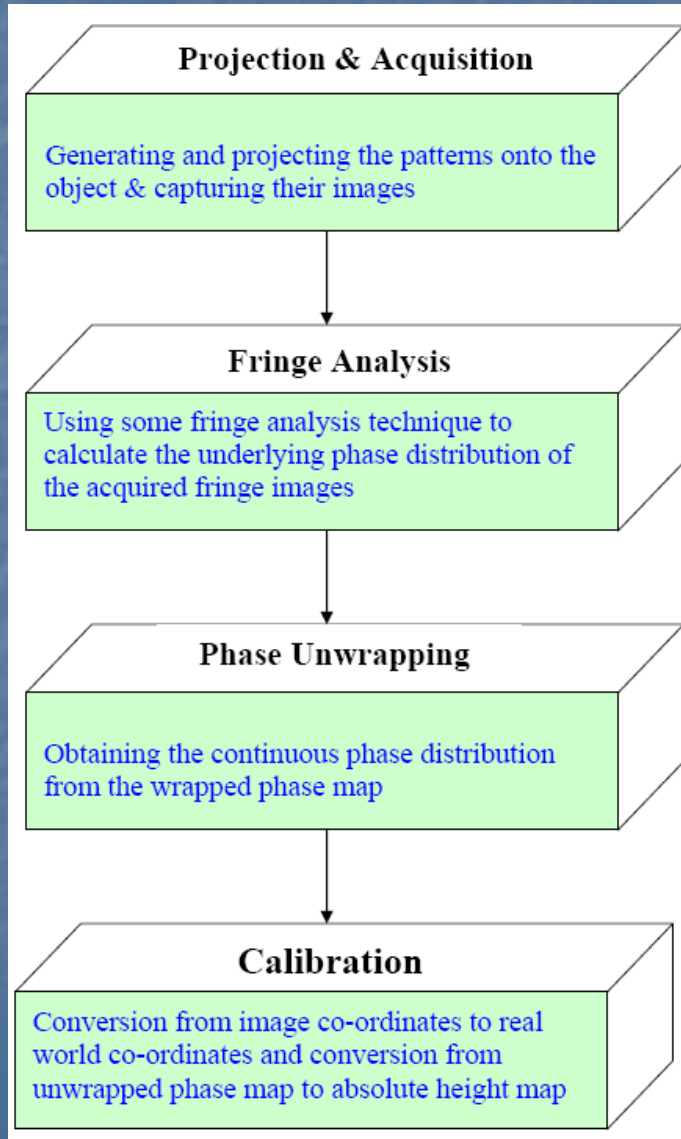 Projection & Acquisition
Generating and projecting the patterns onto the
object & capturing their images
Fringe Analysis
Using some fringe analysis technique to
calculate the underlying phase distribution of
the acquired fringe images
Phase Unwrapping
Obtaining the continuous phase distribution
from the wrapped phase map
Calibration
Conversion from image co-ordinates to real
world co-ordinates and conversion from
unwrapped phase map to absolute height map